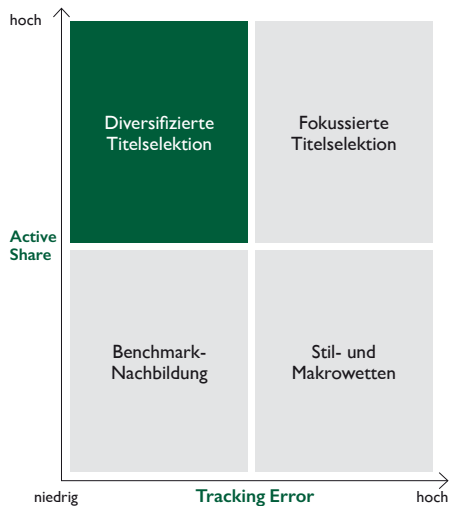 hoch
Diversifizierte
Titelselektion
Fokussierte
Titelselektion
Active
Share
Benchmark-
Nachbildung
Stil- und
Makrowetten
niedrig
Tracking Error
hoch